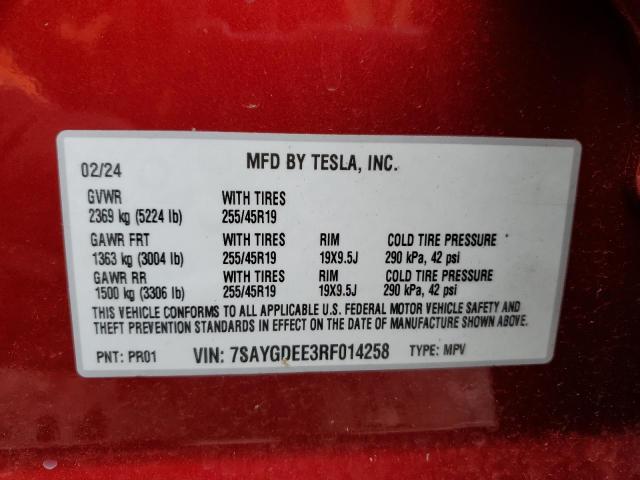 MFD BY TESLA, INC.
02/24
GVWR WITH TIRES
2369 kg (5224 lb) 255/45R19
GAWR FRT WITH TIRES RIM COLD TIRE PRESSURE
1363 kg (3004 lb) 255/45R19 19X9.5J 290 kPa, 42 psi
GAWR RR WITH TIRES RIM COLD TIRE PRESSURE
1500 kg (3306 lb) 255/45R19 19X9.5J 290 kPa, 42 psi
THIS VEHICLE CONFORMS TO ALL APPLICABLE U.S. FEDERAL MOTOR VEHICLE SAFETY AND
THEFT PREVENTION STANDARDS IN EFFECT ON THE DATE OF MANUFACTURE SHOWN ABOVE.
PNT: PR01 VIN: 7SAYGDEE3RF014258 TYPE: MPV